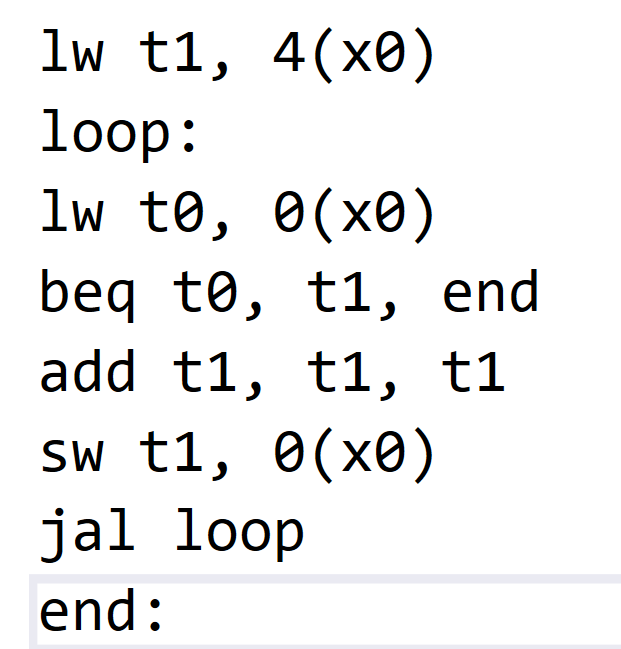 lw t1, 4(x0)
loop:
lw t0, 0(x0)
beq t0, t1, end
add t1, t1, t1
sw t1, 0(x0)
jal loop
end: